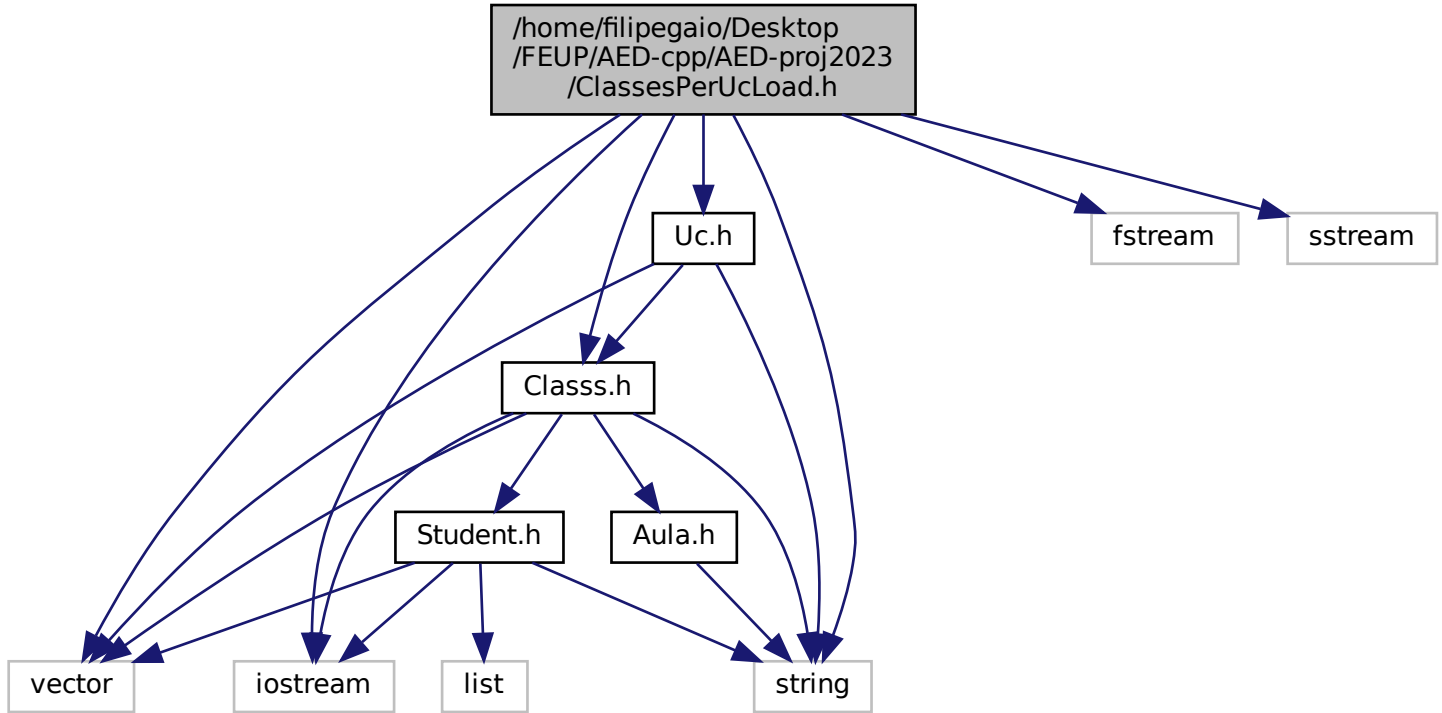 /home/filipegaio/Desktop
/FEUP/AED-cpp/AED-proj2023
/ClassesPerUcLoad.h
Uc.h
fstream
sstream
Classs.h
Student.h
Aula.h
vector
iostream
list
string